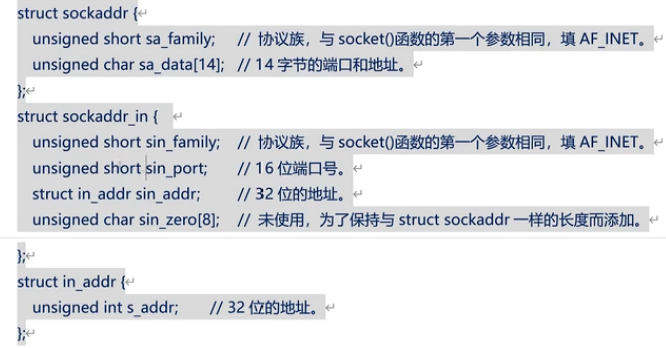 struct sockaddr {
unsigned short sa_family; // 协议族，与 socket()函数的第一个参数相同，填 AF_INET。
unsigned char sa_data[14]; // 14 字节的端口和地址。
};
struct sockaddr_in {
unsigned short sin_family; // 协议族，与 socket()函数的第一个参数相同，填 AF_INET。
unsigned short sin_port; // 16 位端口号。
struct in_addr sin_addr; // 32 位的地址。
unsigned char sin_zero[8]; // 未使用，为了保持与 struct sockaddr 一样的长度而添加。
};
struct in_addr {
unsigned int s_addr; // 32 位的地址。
};